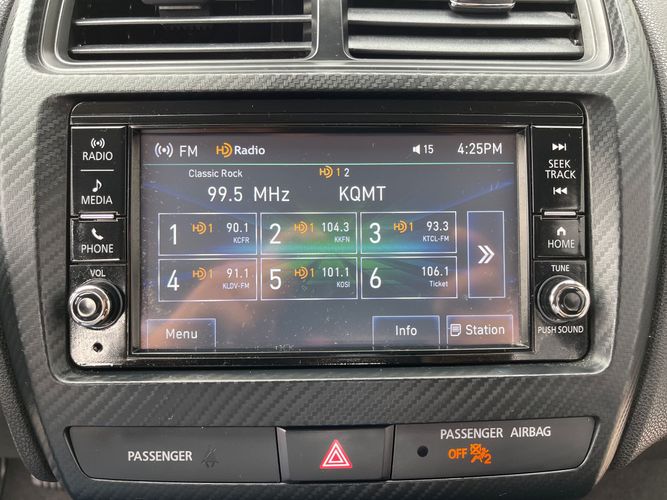 RADIO
MEDIA
PHONE
VOL
FM HD Radio 15 4:25PM
Classic Rock HD 1 2
99.5 MHz KQMT
1 HD 1 90.1 KCFR
2 HD 1 104.3 KKFN
3 HD 1 93.3 KTCL-FM
4 HD 1 91.1 KLDV-FM
5 HD 1 101.1 KOSI
6 106.1 Ticket
Menu Info Station
SEEK
TRACK
HOME
TUNE
PUSH SOUND
PASSENGER
PASSENGER AIRBAG
OFF 2